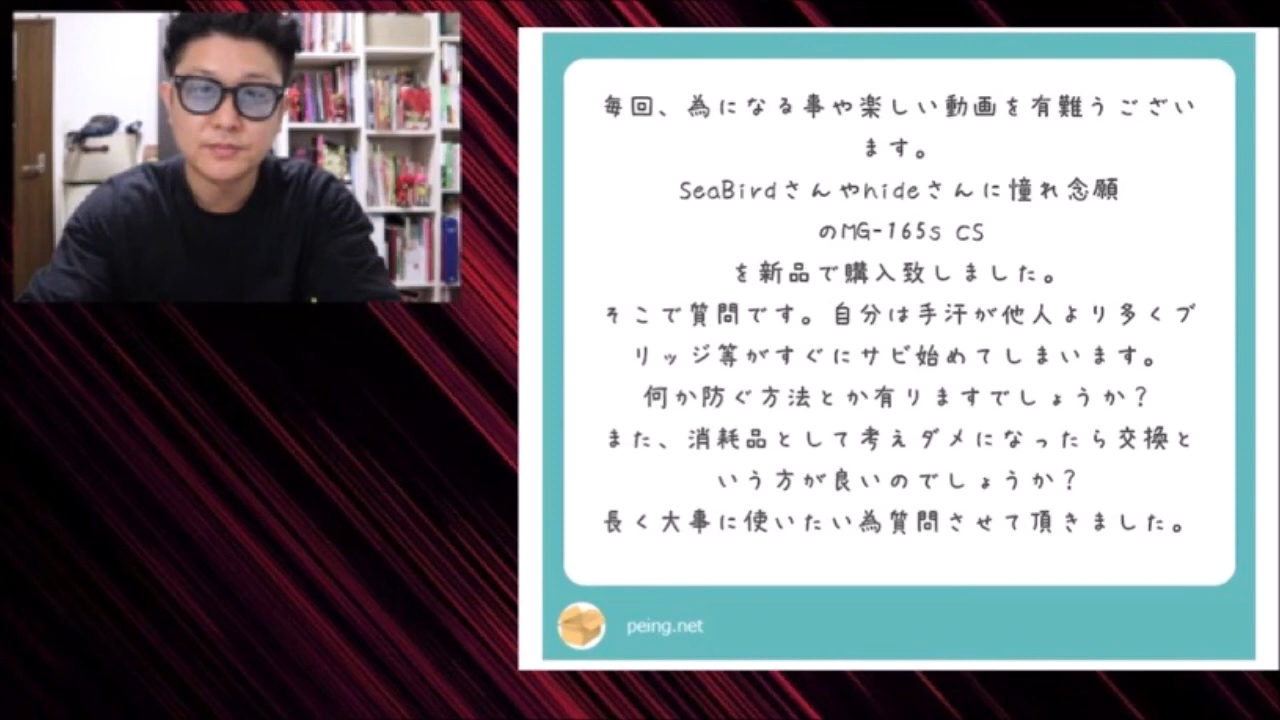 毎回、為になる事や楽しい動画を有難うござい
ます。
SeaBirdさんやhideさんに憧れ念願
のMG-165s CS
を新品で購入致しました。
そこで質問です。自分は手汗が他人より多くブ
リッジ等がすぐにサビ始めてしまいます。
何か防ぐ方法とか有りますでしょうか？
また、消耗品として考えダメになったら交換と
いう方が良いのでしょうか？
長く大事に使いたい為質問させて頂きました。
peing.net